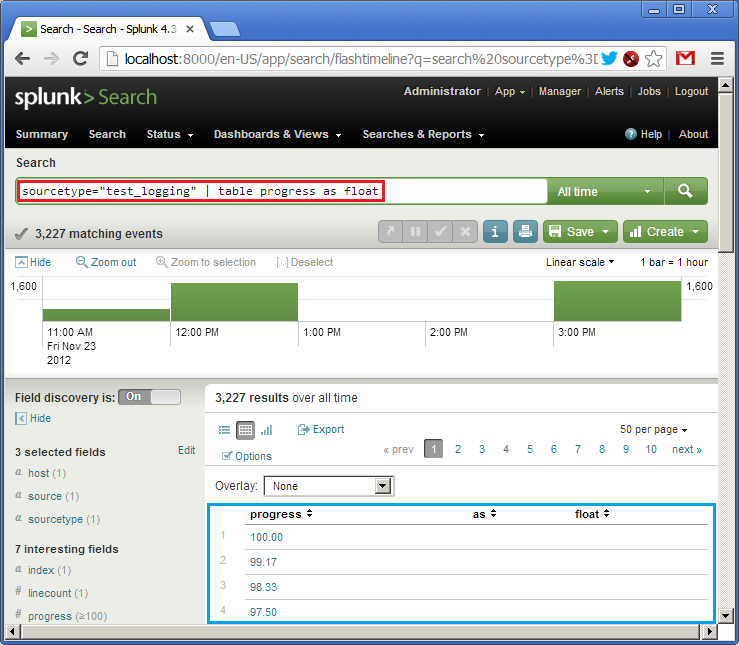 Search - Search - Splunk 4.3
localhost:8000/en-US/app/search/flashtimeline?q=search%20sourcetype%3D
splunk> Search
Administrator | App | Manager | Alerts | Jobs | Logout
Summary Search Status Dashboards & Views Searches & Reports Help | About
Search
sourcetype="test_logging" | table progress as float
All time
3,227 matching events
Save Create
Hide Zoom out Zoom to selection [..] Deselect Linear scale 1 bar = 1 hour
1,600 1,600
11:00 AM 12:00 PM 1:00 PM 2:00 PM 3:00 PM
Fri Nov 23
2012
Field discovery is: On
Hide
3,227 results over all time
Export 50 per page
« prev 1 2 3 4 5 6 7 8 9 10 next »
Options
3 selected fields Edit
a host (1)
a source (1)
a sourcetype (1)
7 interesting fields
a index (1)
# linecount (1)
# progress (≥100)
Overlay: None
progress as float
1 100.00
2 99.17
3 98.33
4 97.50